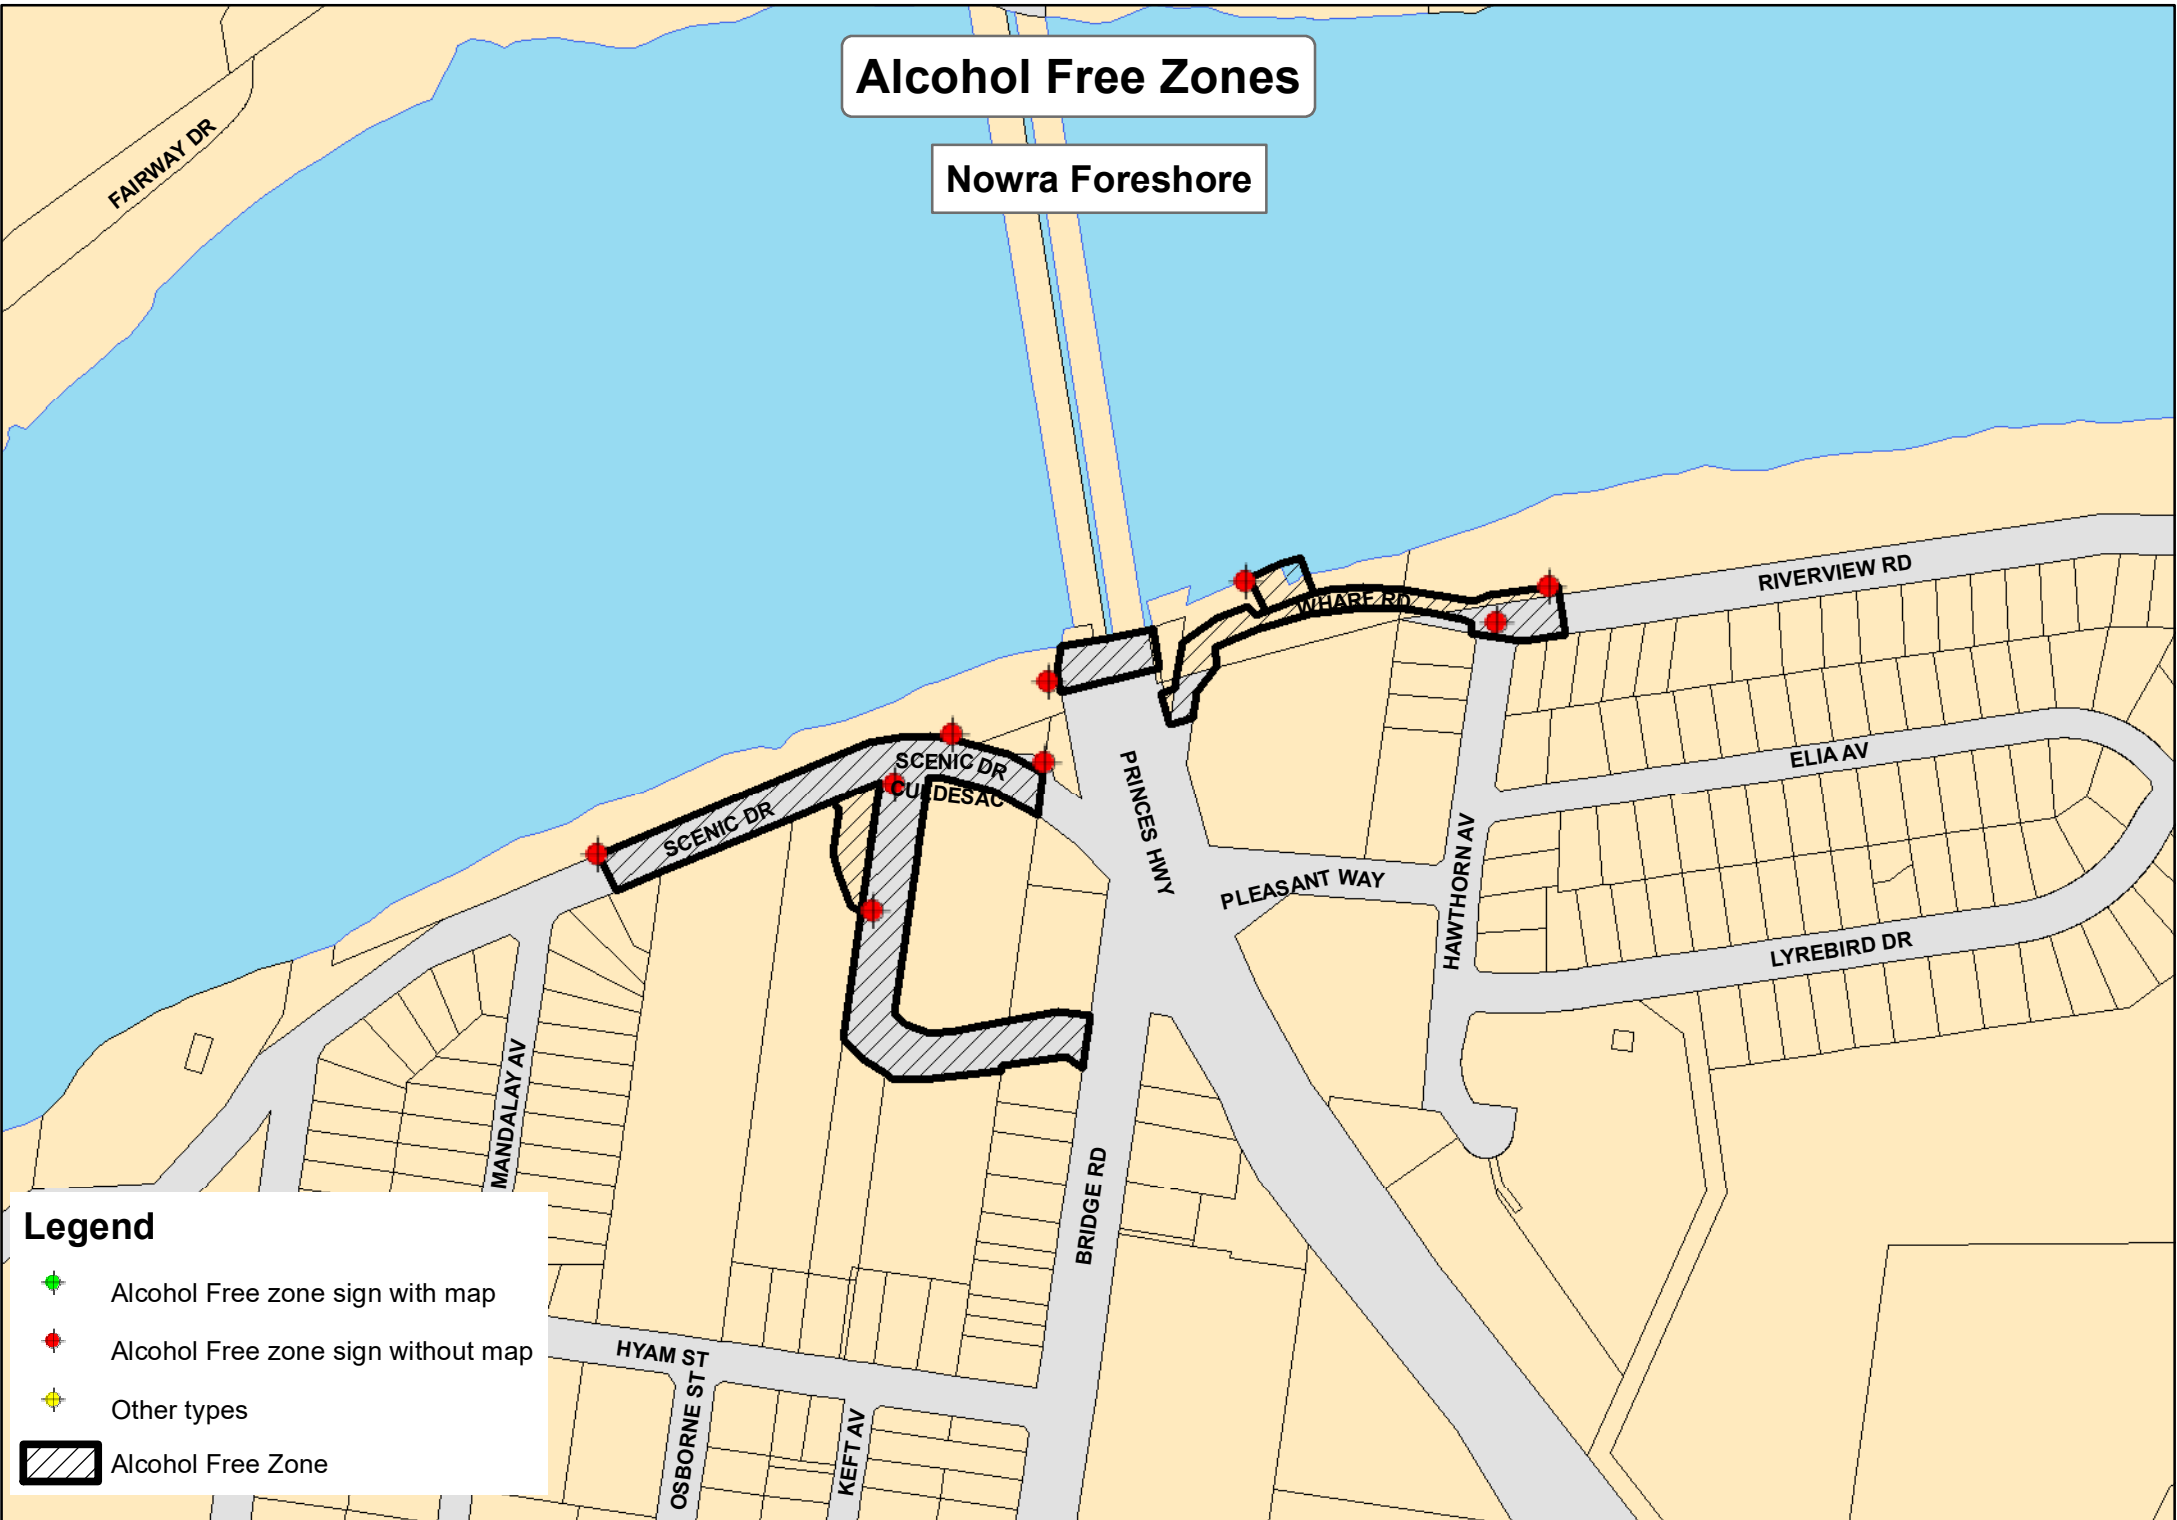 Alcohol Free Zones
Nowra Foreshore
FAIRWAY DR
RIVERVIEW RD
WHARF RD
ELIA AV
SCENIC DR
CULDESAC
SCENIC DR
PRINCES HWY
PLEASANT WAY
HAWTHORN AV
LYREBIRD DR
MANDALAY AV
BRIDGE RD
HYAM ST
OSBORNE ST
KEFT AV
Legend
Alcohol Free zone sign with map
Alcohol Free zone sign without map
Other types
Alcohol Free Zone